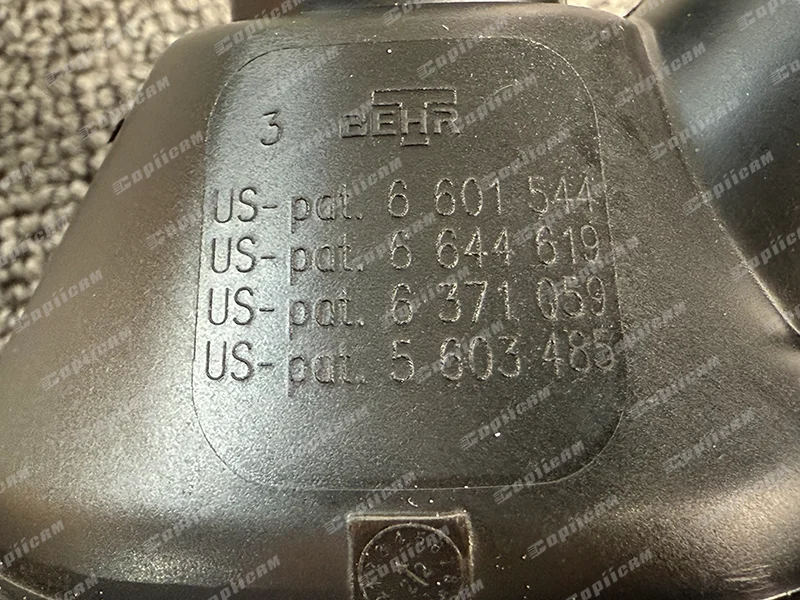 3 BEHR
US- pat. 6 601 544
US- pat. 6 644 619
US- pat. 6 371 059
US- pat. 5 603 485
CopiicAM